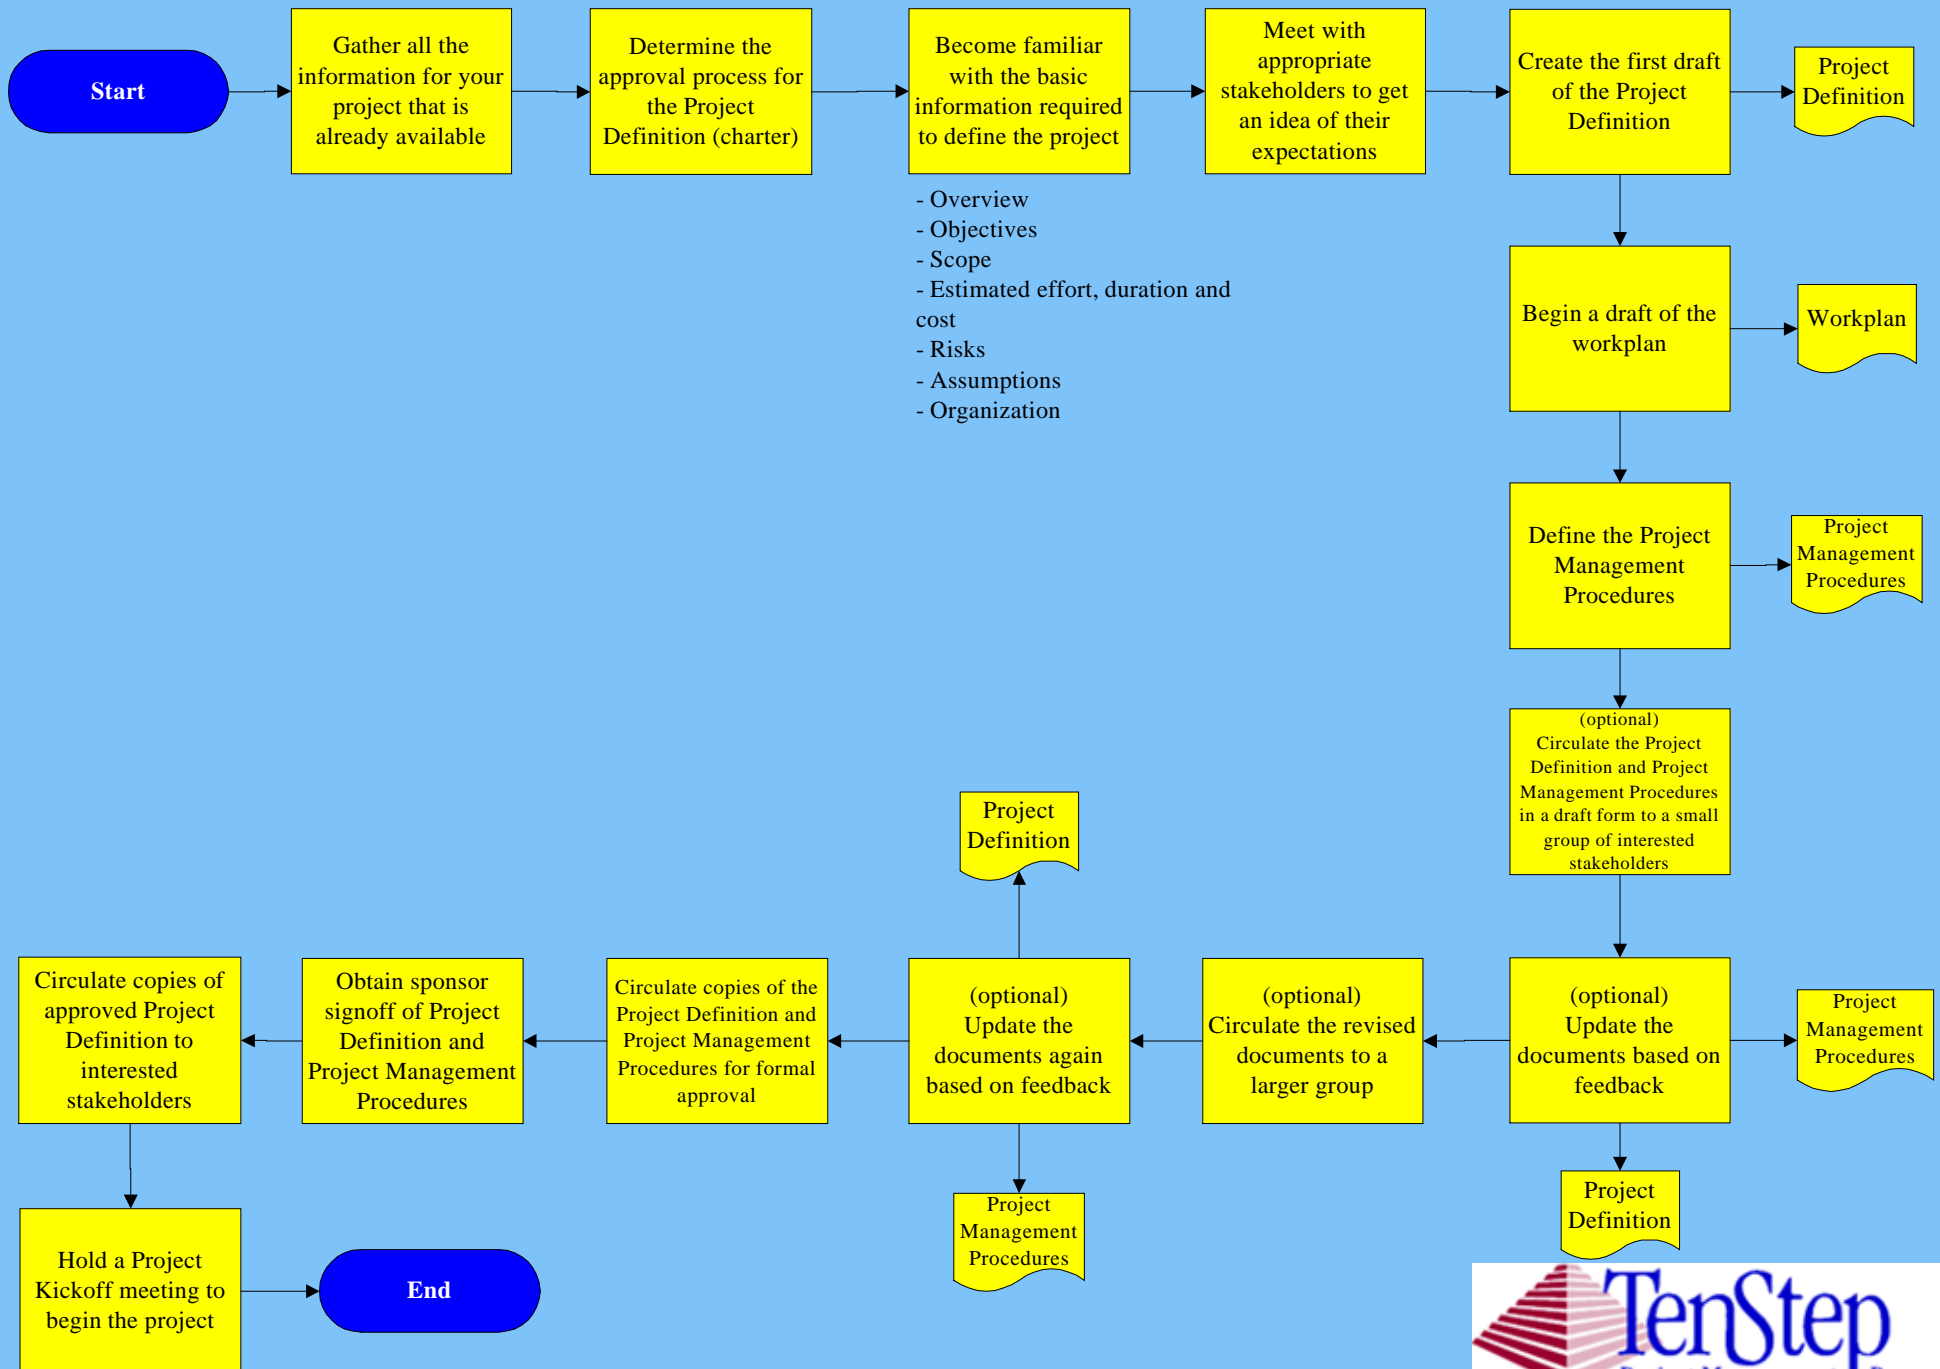 Start
Gather all the
information for your
project that is
already available
Determine the
approval process for
the Project
Definition (charter)
Become familiar
with the basic
information required
to define the project
Meet with
appropriate
stakeholders to get
an idea of their
expectations
Create the first draft
of the Project
Definition
Project
Definition
- Overview
- Objectives
- Scope
- Estimated effort, duration and
cost
- Risks
- Assumptions
- Organization
Begin a draft of the
workplan
Workplan
Define the Project
Management
Procedures
Project
Management
Procedures
(optional)
Circulate the Project
Definition and Project
Management Procedures
in a draft form to a small
group of interested
stakeholders
Project
Definition
Circulate copies of
approved Project
Definition to
interested
stakeholders
Obtain sponsor
signoff of Project
Definition and
Project Management
Procedures
Circulate copies of the
Project Definition and
Project Management
Procedures for formal
approval
(optional)
Update the
documents again
based on feedback
(optional)
Circulate the revised
documents to a
larger group
(optional)
Update the
documents based on
feedback
Project
Management
Procedures
Project
Management
Procedures
Project
Definition
Hold a Project
Kickoff meeting to
begin the project
End
TenStep